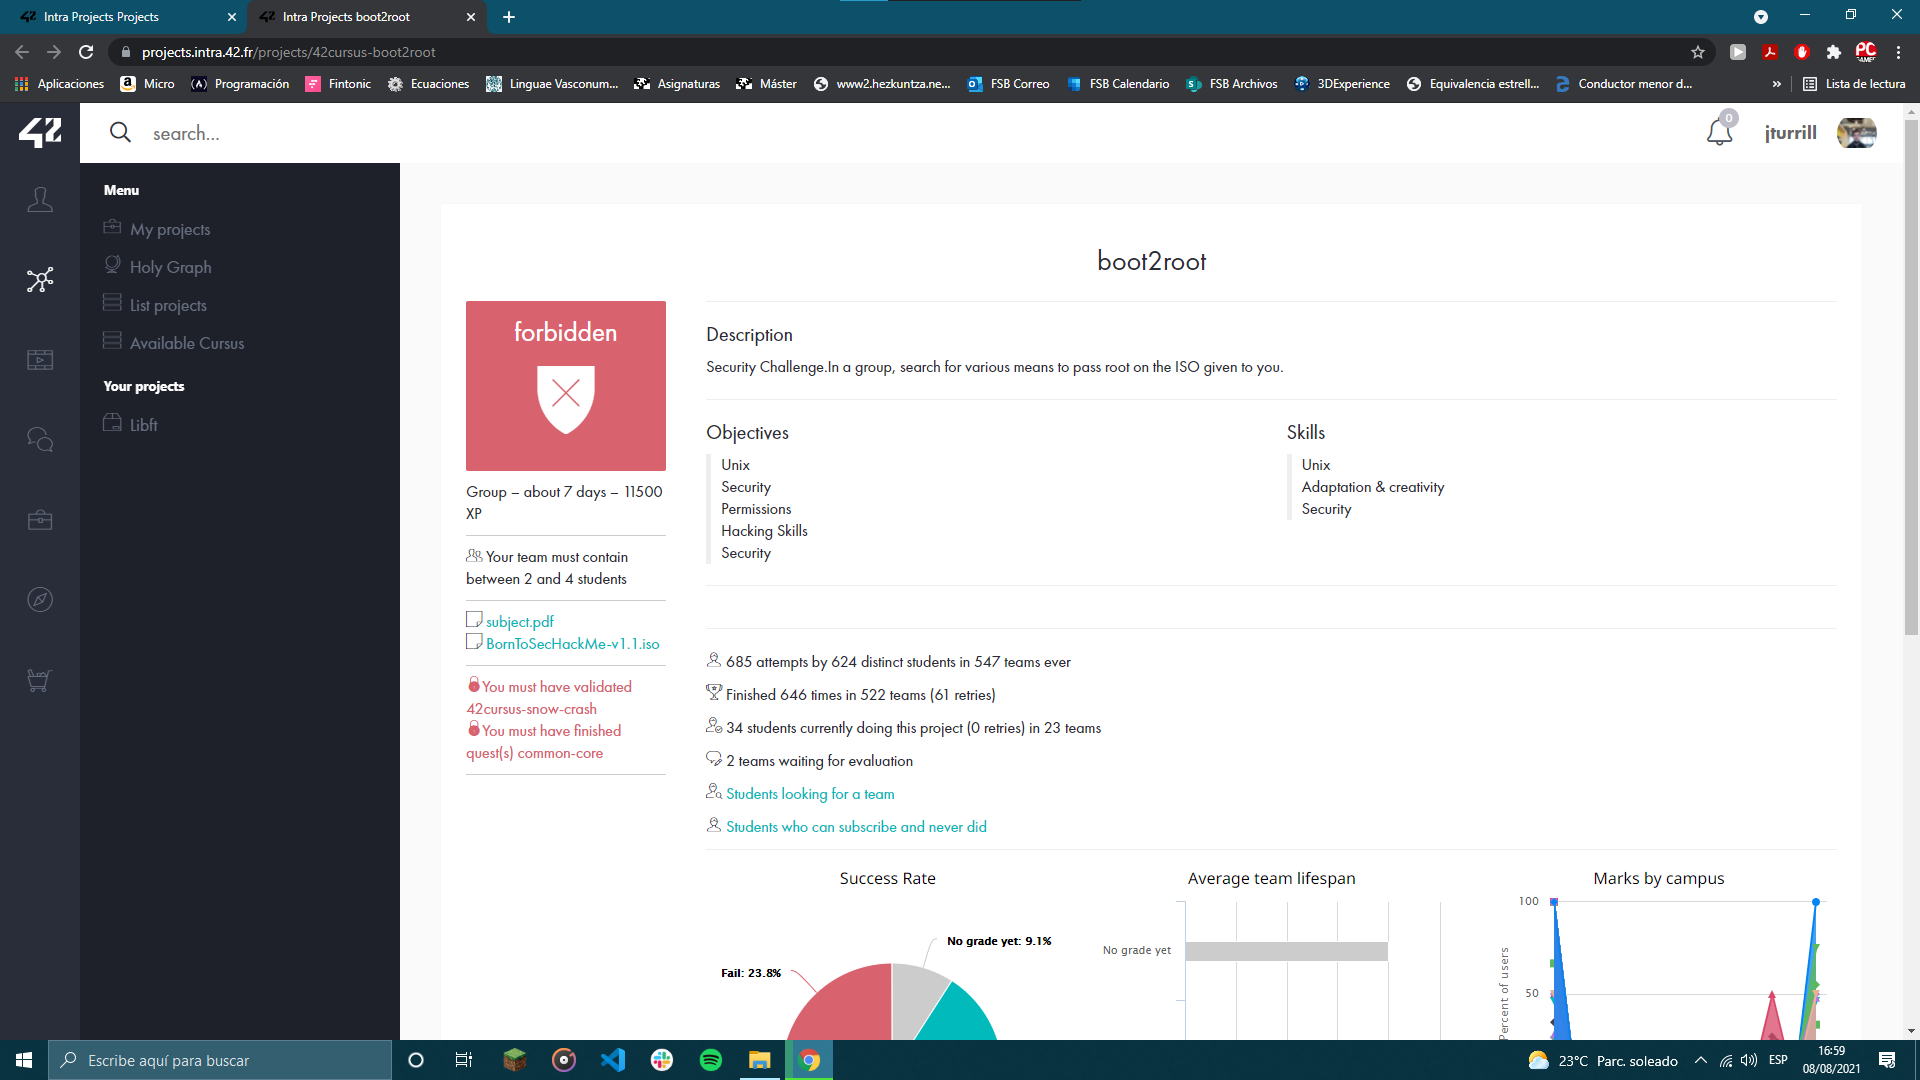 Intra Projects Projects
Intra Projects boot2root
projects.intra.42.fr/projects/42cursus-boot2root
Aplicaciones
Micro
Programación
Fintonic
Ecuaciones
Linguae Vasconum...
Asignaturas
Máster
www2.hezkuntza.ne...
FSB Correo
FSB Calendario
FSB Archivos
3DExperience
Equivalencia estrell...
Conductor menor d...
»
Lista de lectura
42
search...
0
jturrill
Menu
My projects
Holy Graph
List projects
Available Cursus
Your projects
Libft
boot2root
forbidden
Group – about 7 days – 11500
XP
Your team must contain
between 2 and 4 students
subject.pdf
BornToSecHackMe-v1.1.iso
You must have validated
42cursus-snow-crash
You must have finished
quest(s) common-core
Description
Security Challenge.In a group, search for various means to pass root on the ISO given to you.
Objectives
Unix
Security
Permissions
Hacking Skills
Security
Skills
Unix
Adaptation & creativity
Security
685 attempts by 624 distinct students in 547 teams ever
Finished 646 times in 522 teams (61 retries)
34 students currently doing this project (0 retries) in 23 teams
2 teams waiting for evaluation
Students looking for a team
Students who can subscribe and never did
Success Rate
No grade yet: 9.1%
Fail: 23.8%
Average team lifespan
No grade yet
Marks by campus
100
50
Percent of users
Escribe aquí para buscar
23°C Parc. soleado
ESP
16:59
08/08/2021